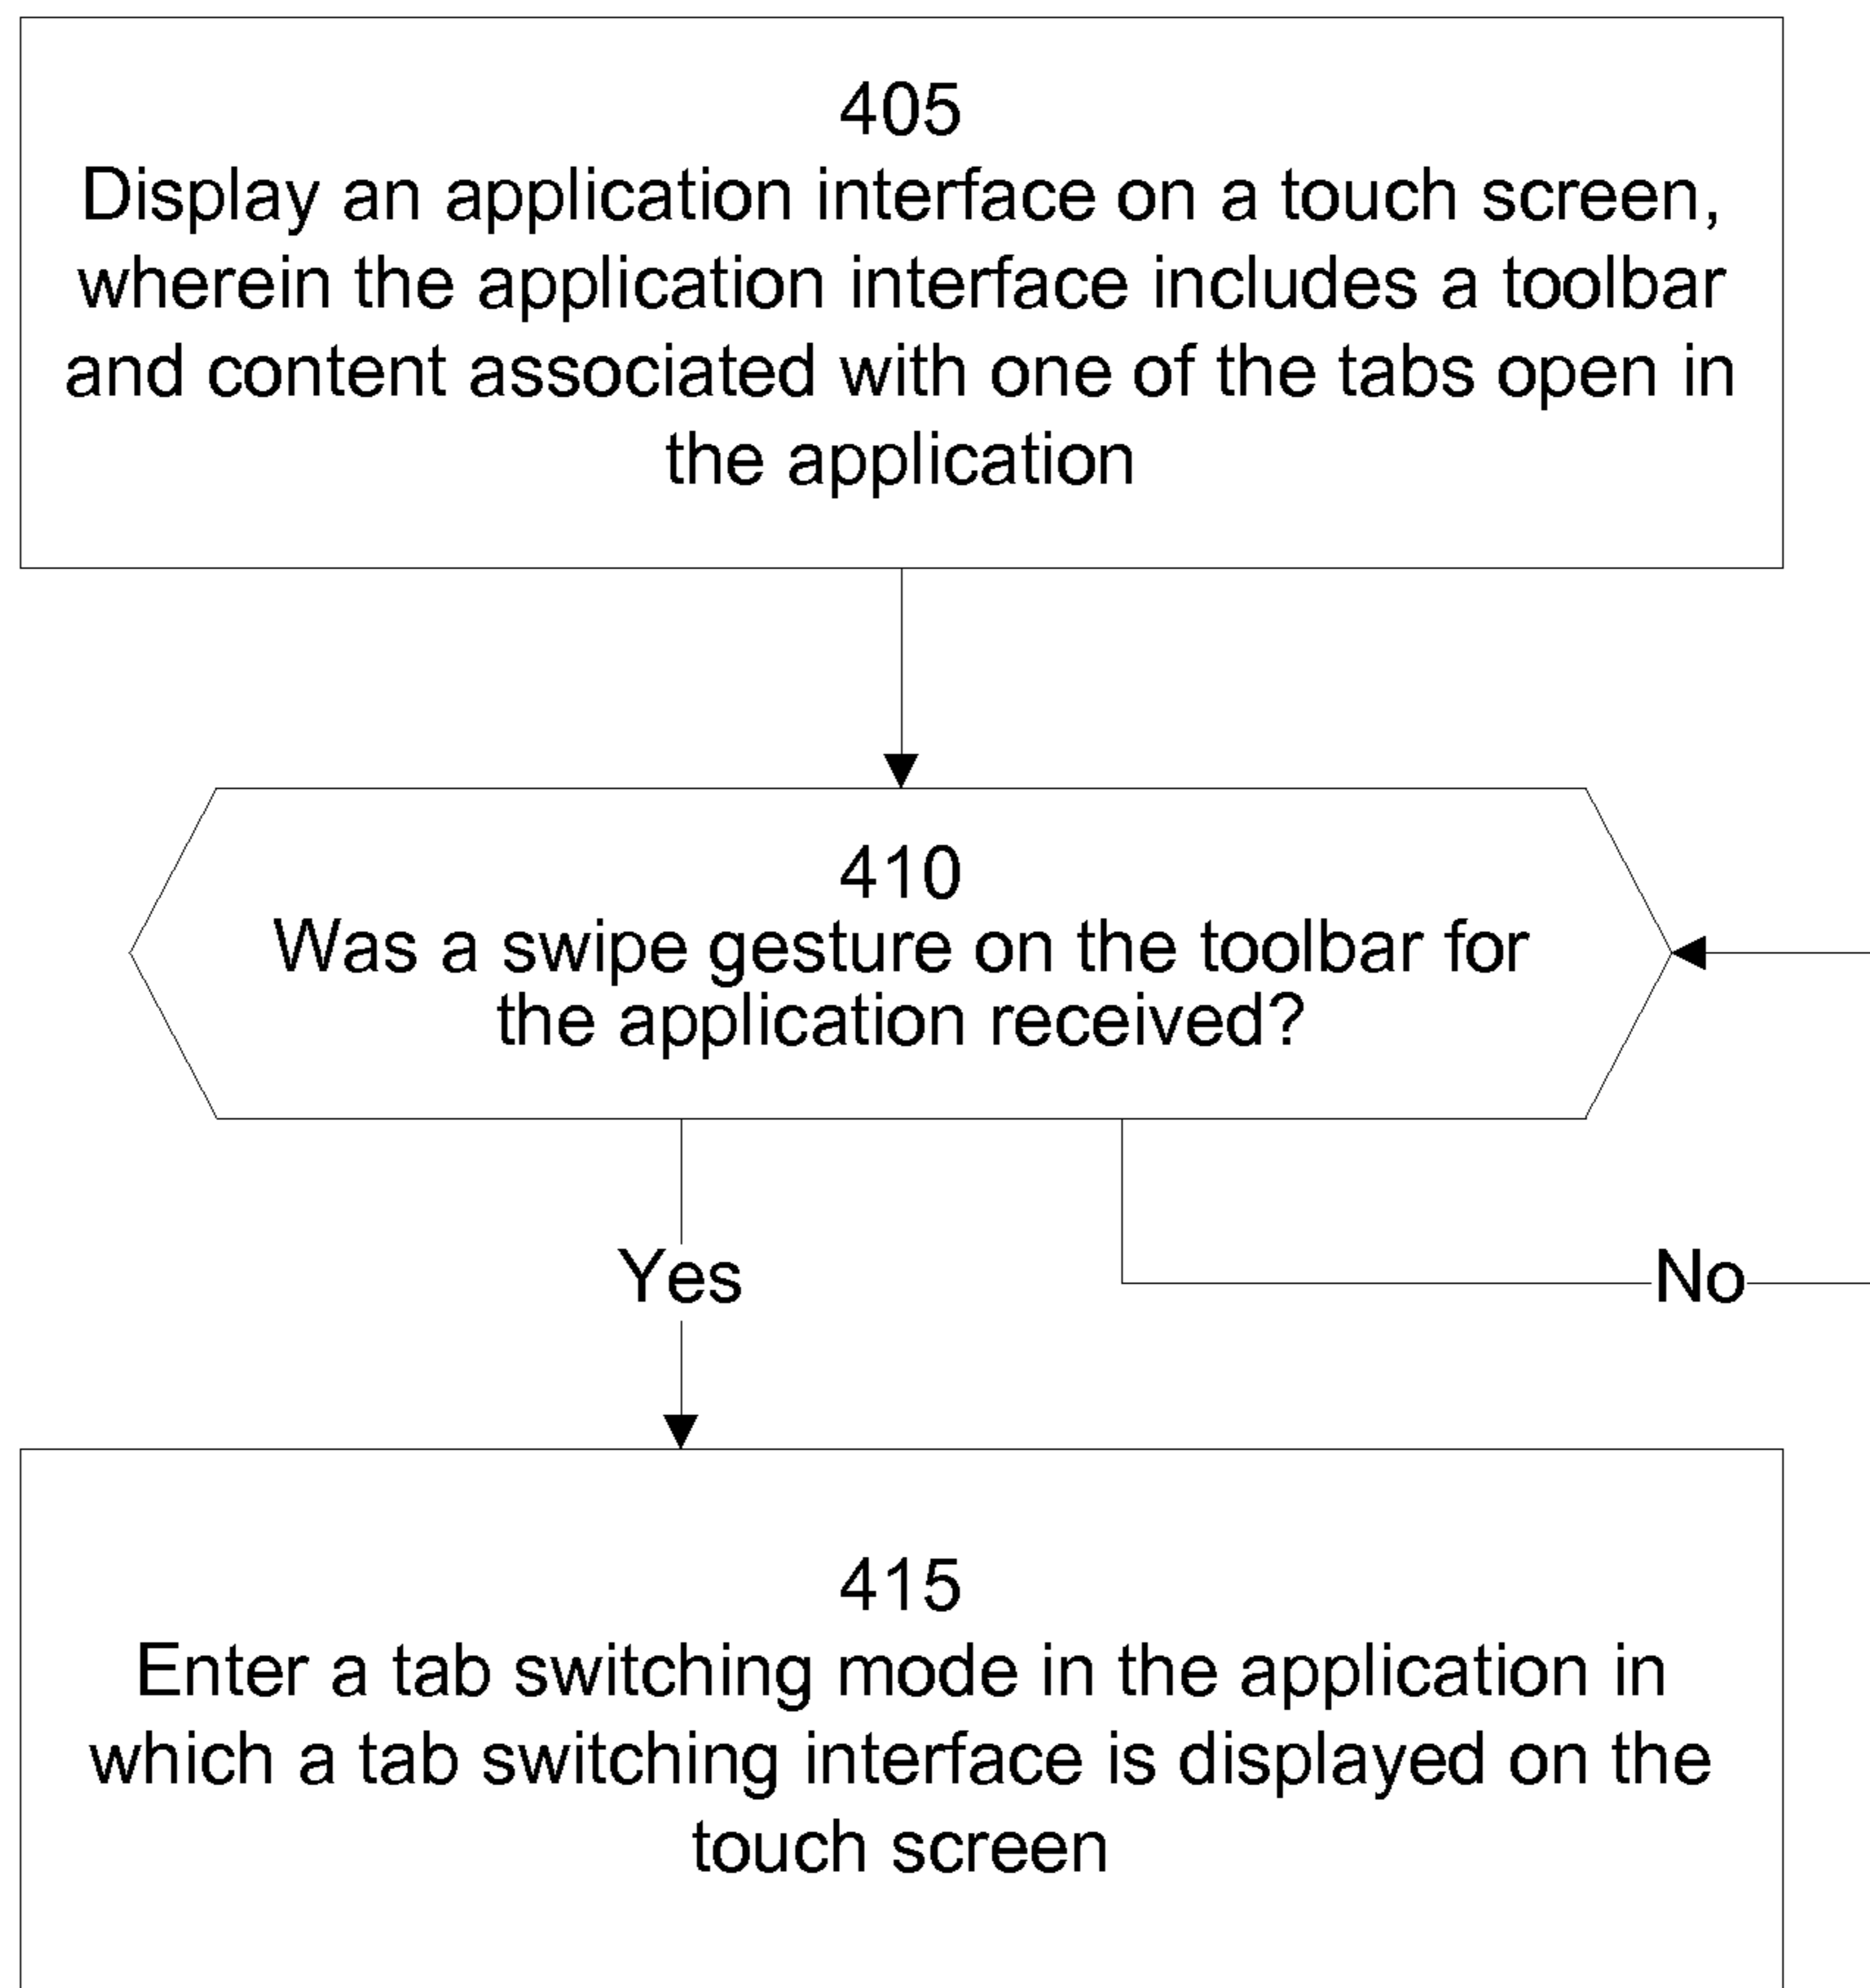 405
Display an application interface on a touch screen,
wherein the application interface includes a toolbar
and content associated with one of the tabs open in
the application
410
Was a swipe gesture on the toolbar for
the application received?
Yes
No
415
Enter a tab switching mode in the application in
which a tab switching interface is displayed on the
touch screen